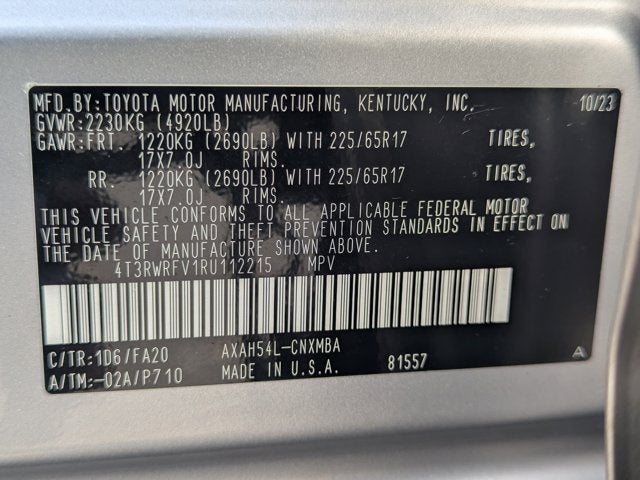 MFD.BY:TOYOTA MOTOR MANUFACTURING, KENTUCKY, INC. 10/23
GVWR:2230KG (4920LB)
GAWR:FRT. 1220KG (2690LB) WITH 225/65R17 TIRES,
17X7.0J RIMS.
RR. 1220KG (2690LB) WITH 225/65R17 TIRES,
17X7.0J RIMS.
THIS VEHICLE CONFORMS TO ALL APPLICABLE FEDERAL MOTOR
VEHICLE SAFETY AND THEFT PREVENTION STANDARDS IN EFFECT ON
THE DATE OF MANUFACTURE SHOWN ABOVE.
4T3RWRFV1RU112215 MPV
C/TR:1D6/FA20 AXAH54L-CNXMBA
A/TM:-02A/P710 MADE IN U.S.A. 81557 A